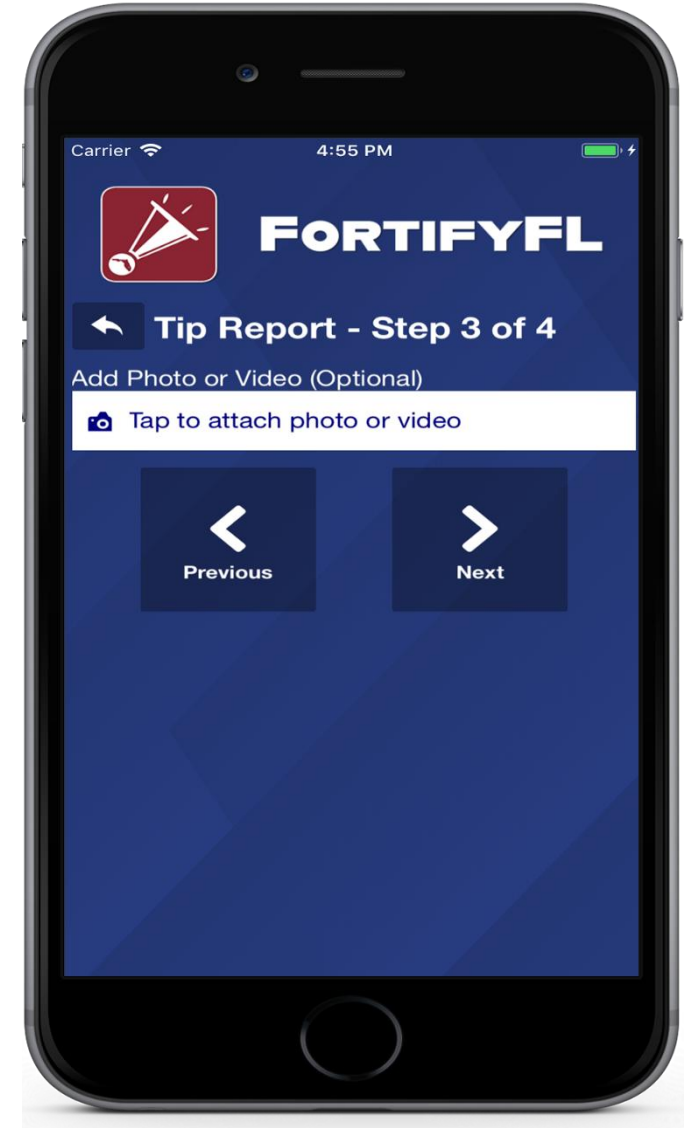 Carrier 4:55 PM
FORTIFYFL
Tip Report - Step 3 of 4
Add Photo or Video (Optional)
Tap to attach photo or video
Previous Next